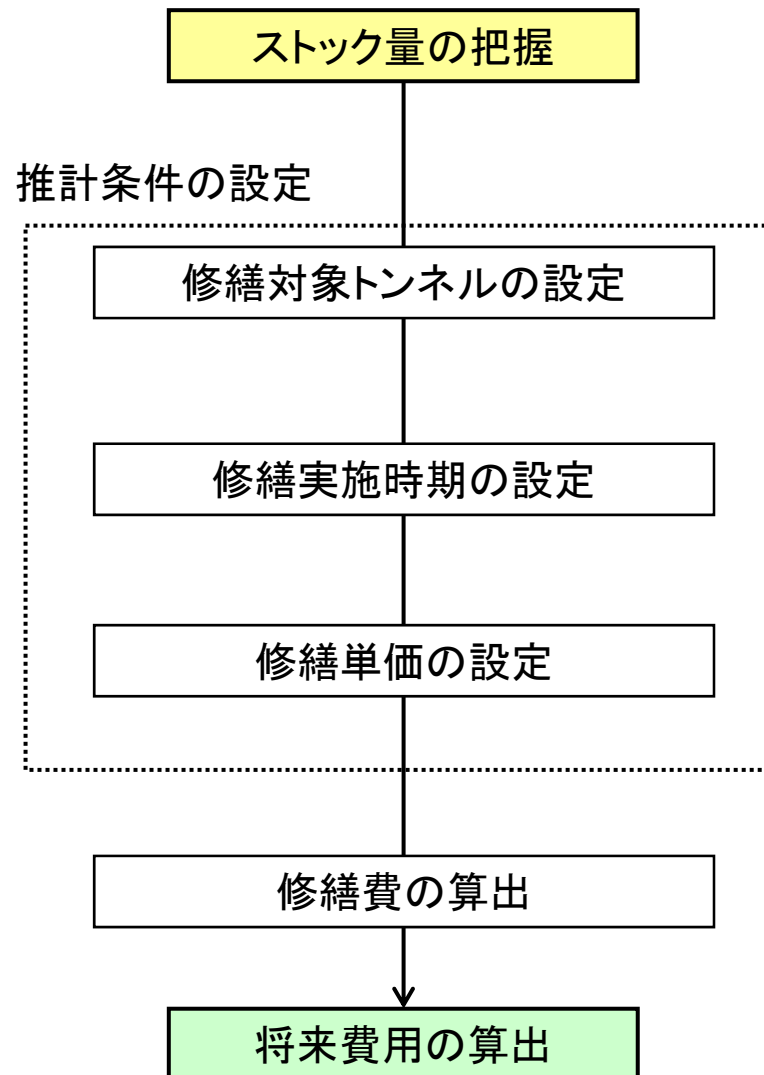 ストック量の把握
推計条件の設定
修繕対象トンネルの設定
修繕実施時期の設定
修繕単価の設定
修繕費の算出
将来費用の算出